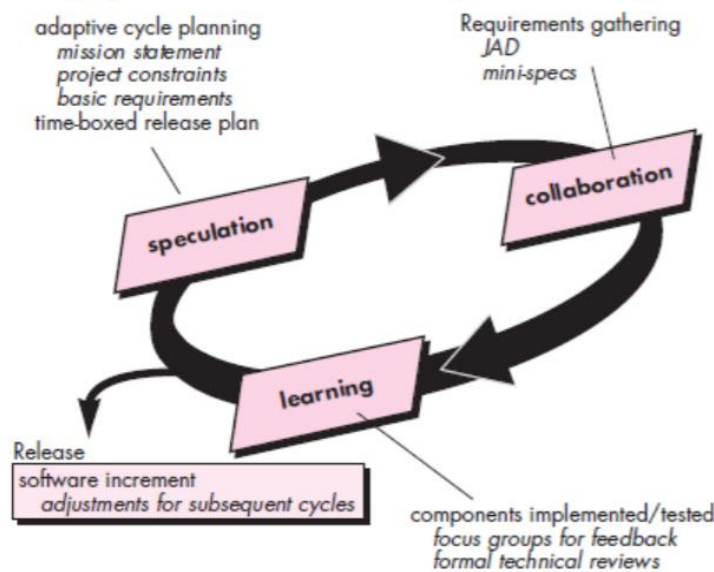 adaptive cycle planning
mission statement
project constraints
basic requirements
time-boxed release plan
Requirements gathering
JAD
mini-specs
speculation
collaboration
learning
Release
software increment
adjustments for subsequent cycles
components implemented/tested
focus groups for feedback
formal technical reviews